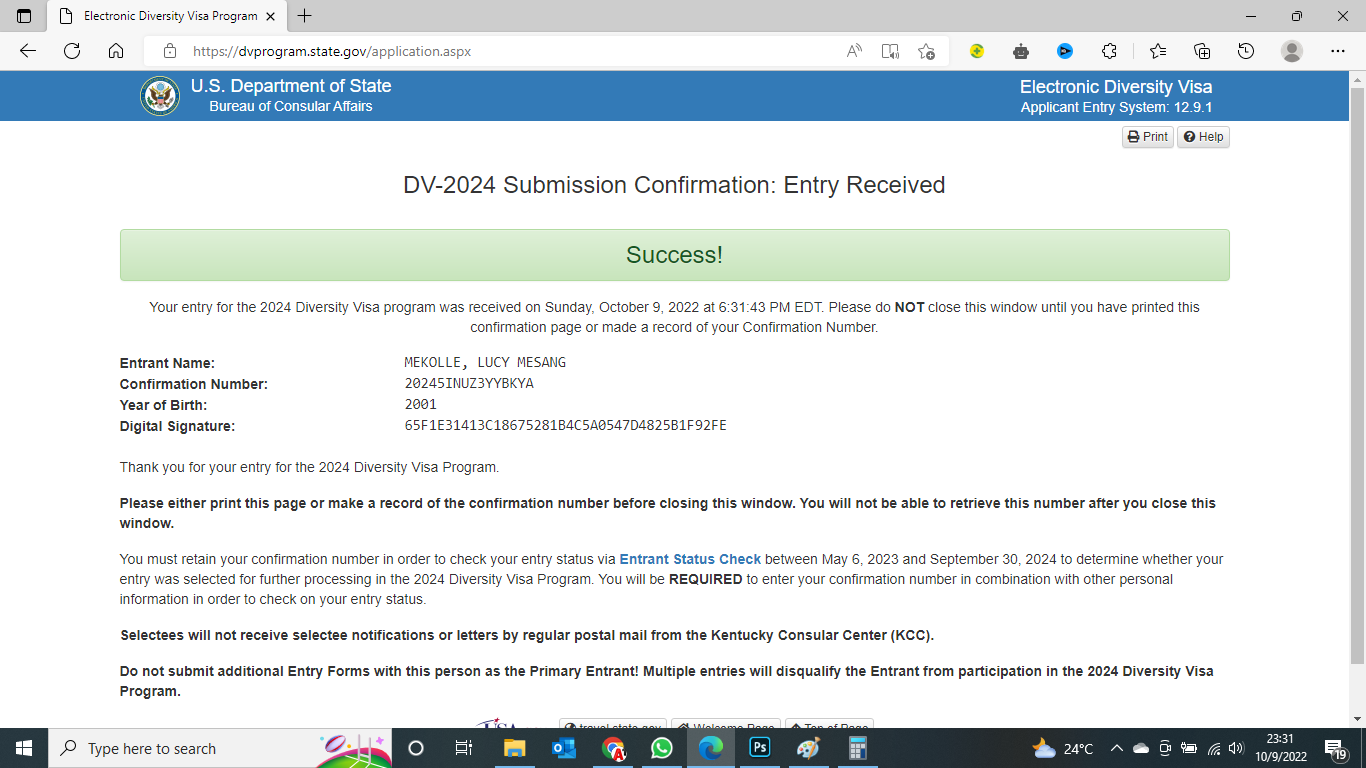 Electronic Diversity Visa Program
https://dvprogram.state.gov/application.aspx
U.S. Department of State
Bureau of Consular Affairs
Electronic Diversity Visa
Applicant Entry System: 12.9.1
Print Help
DV-2024 Submission Confirmation: Entry Received
Success!
Your entry for the 2024 Diversity Visa program was received on Sunday, October 9, 2022 at 6:31:43 PM EDT. Please do NOT close this window until you have printed this
confirmation page or made a record of your Confirmation Number.
Entrant Name: MEKOLLE, LUCY MESANG
Confirmation Number: 20245INUZ3YYBKYA
Year of Birth: 2001
Digital Signature: 65F1E31413C18675281B4C5A0547D4825B1F92FE
Thank you for your entry for the 2024 Diversity Visa Program.
Please either print this page or make a record of the confirmation number before closing this window. You will not be able to retrieve this number after you close this
window.
You must retain your confirmation number in order to check your entry status via Entrant Status Check between May 6, 2023 and September 30, 2024 to determine whether your
entry was selected for further processing in the 2024 Diversity Visa Program. You will be REQUIRED to enter your confirmation number in combination with other personal
information in order to check on your entry status.
Selectees will not receive selectee notifications or letters by regular postal mail from the Kentucky Consular Center (KCC).
Do not submit additional Entry Forms with this person as the Primary Entrant! Multiple entries will disqualify the Entrant from participation in the 2024 Diversity Visa
Program.
USA travel.state.gov Welcome Page Top of Page
Type here to search
Ps
24°C
23:31
10/9/2022
19